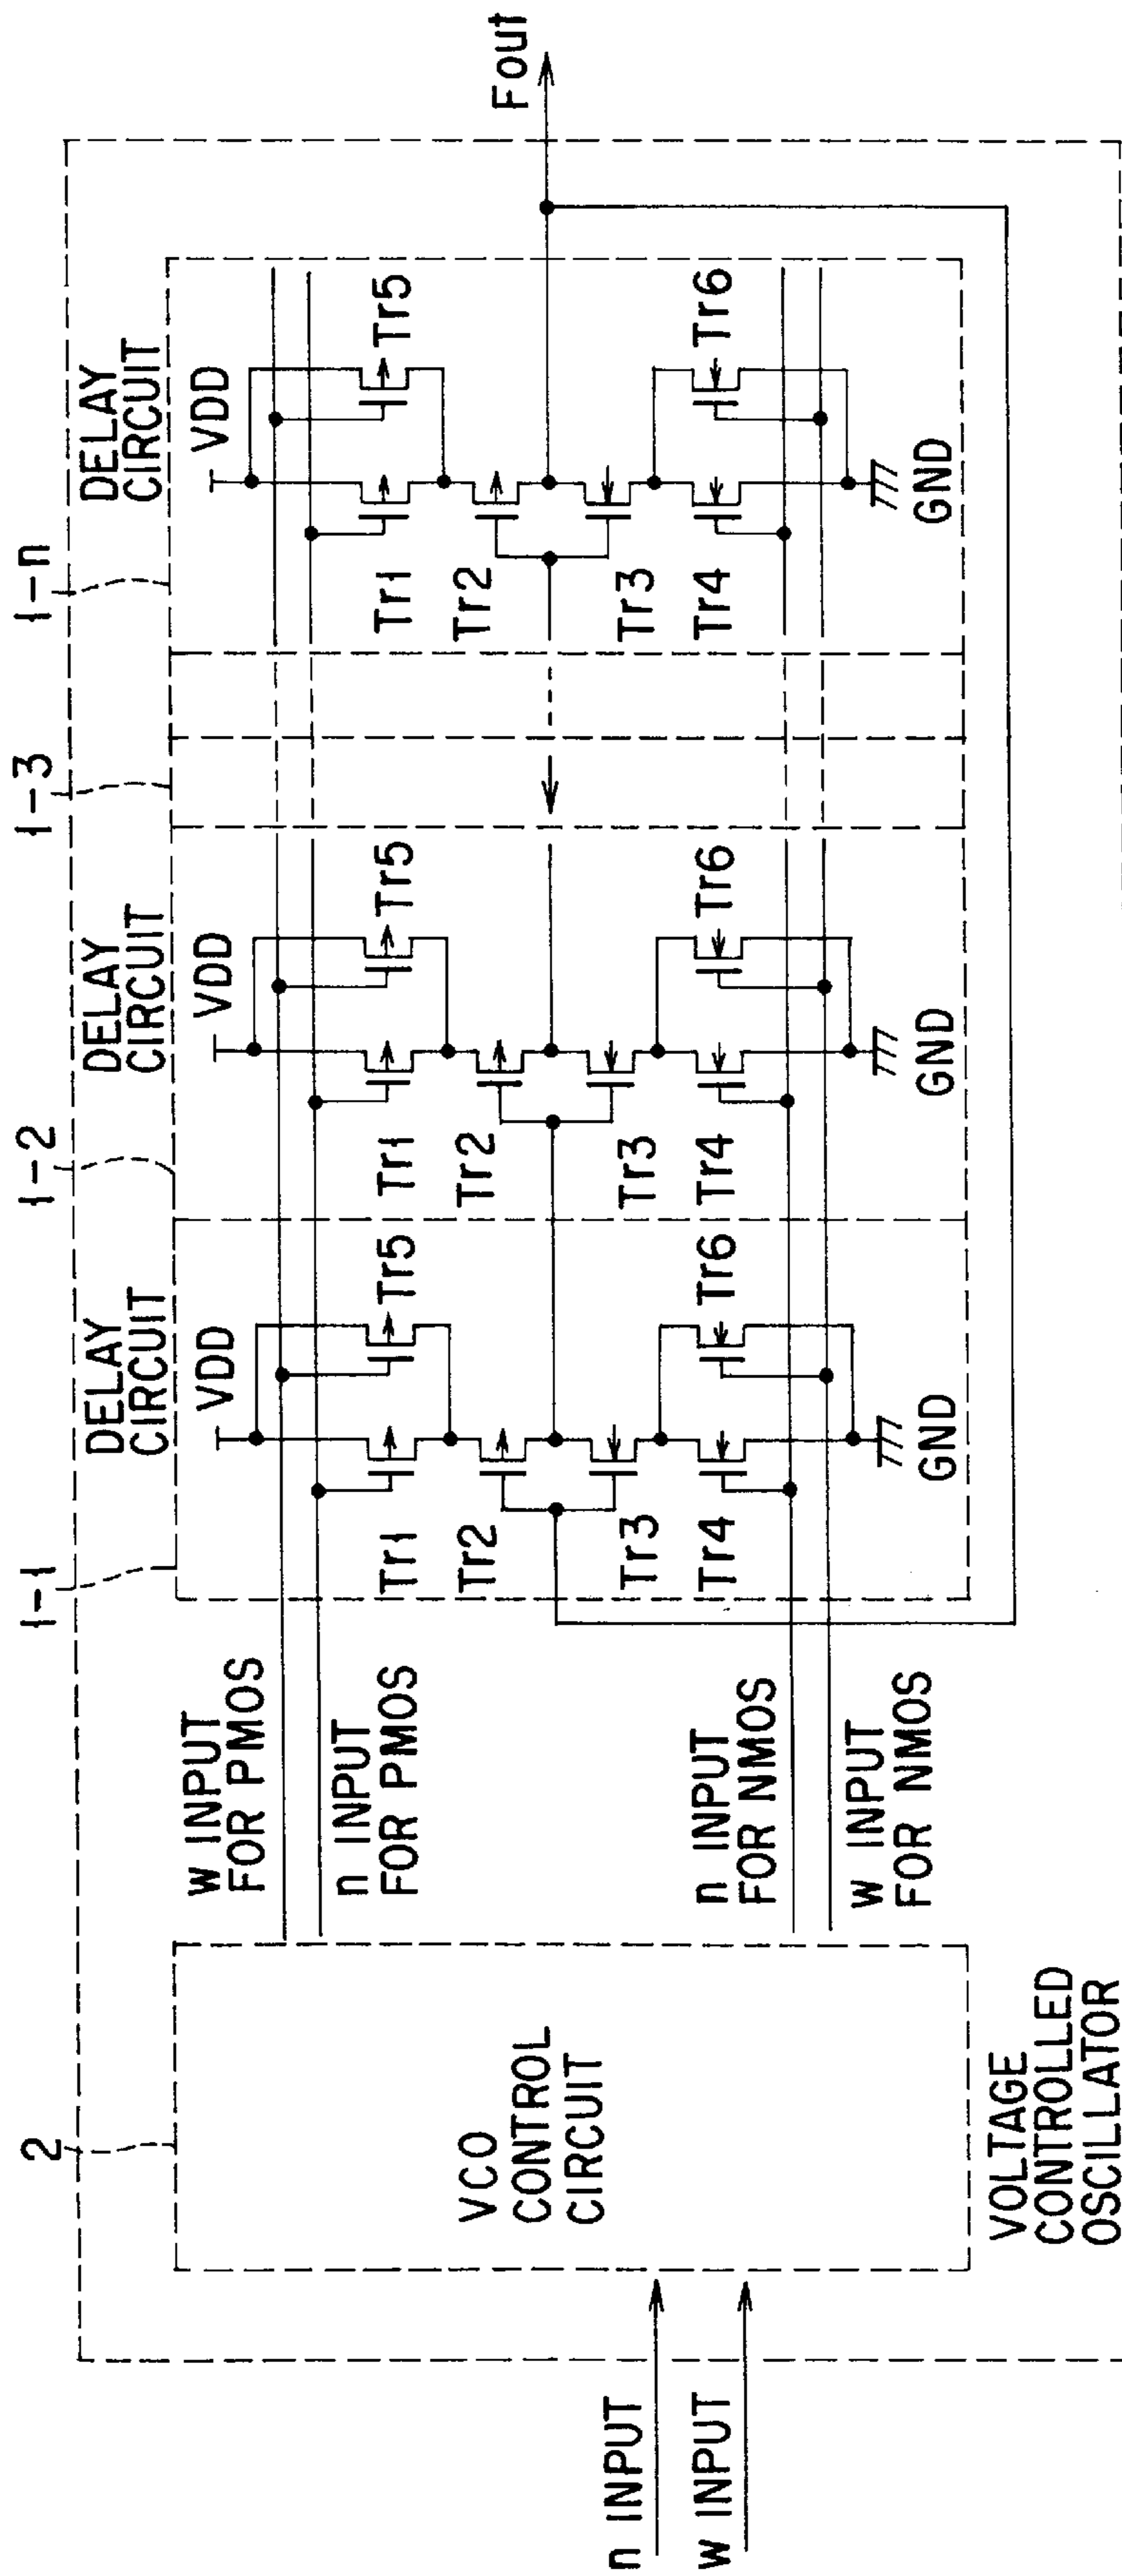 1-1
1-2
1-3
1-n
2
DELAY
CIRCUIT
DELAY
CIRCUIT
DELAY
CIRCUIT
VDD
VDD
VDD
Tr5
Tr5
Tr5
Tr1
Tr1
Tr1
Tr2
Tr2
Tr2
Tr3
Tr3
Tr3
Tr4
Tr4
Tr4
Tr6
Tr6
Tr6
GND
GND
GND
Fout
w INPUT
FOR PMOS
n INPUT
FOR PMOS
n INPUT
FOR NMOS
w INPUT
FOR NMOS
VCO
CONTROL
CIRCUIT
n INPUT
w INPUT
VOLTAGE
CONTROLLED
OSCILLATOR